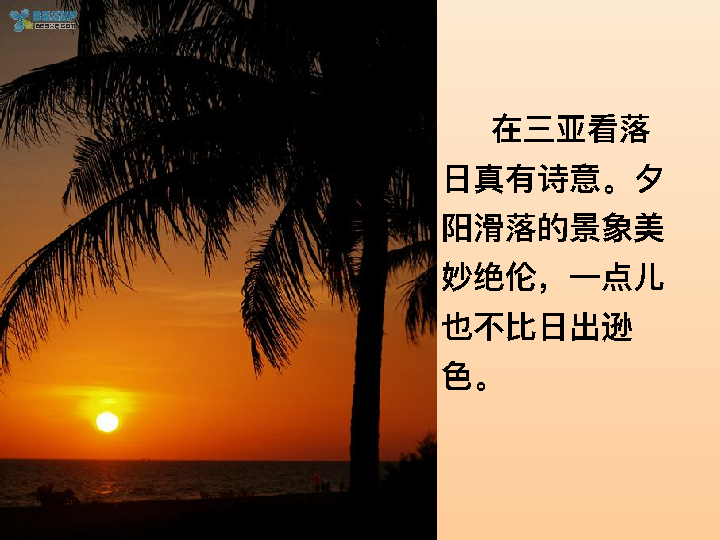 在三亚看落
日真有诗意。夕
阳滑落的景象美
妙绝伦，一点儿
也不比日出逊
色。